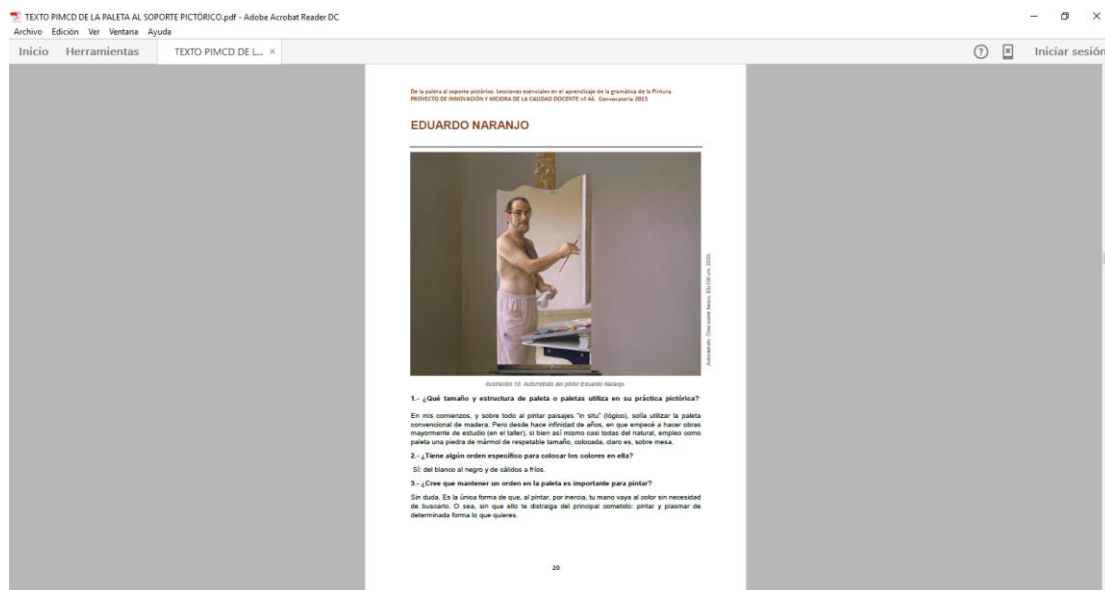 TEXTO PIMCD DE LA PALETA AL SOPORTE PICTÓRICO.pdf - Adobe Acrobat Reader DC
Archivo Edición Ver Ventana Ayuda
Inicio Herramientas TEXTO PIMCD DE L... × Iniciar sesión
De la paleta al soporte pictórico. Lecciones esenciales en el aprendizaje de la gramática de la Pintura.
PROYECTO DE INNOVACIÓN Y MEJORA DE LA CALIDAD DOCENTE nº 44. Convocatoria 2015
EDUARDO NARANJO
Autorretrato. Óleo sobre lienzo. cm, 2003.
Ilustración 10. Autorretrato del pintor Eduardo Naranjo.
1.- ¿Qué tamaño y estructura de paleta o paletas utiliza en su práctica pictórica?
En mis comienzos, y sobre todo al pintar paisajes "in situ" (lógico), solía utilizar la paleta
convencional de madera. Pero desde hace infinidad de años, en que empecé a hacer obras
mayormente de estudio (en el taller), si bien así mismo casi todas del natural, empleo como
paleta una piedra de mármol de respetable tamaño, colocada, claro es, sobre mesa.
2.- ¿Tiene algún orden específico para colocar los colores en ella?
Sí: del blanco al negro y de cálidos a fríos.
3.- ¿Cree que mantener un orden en la paleta es importante para pintar?
Sin duda. Es la única forma de que, al pintar, por inercia, tu mano vaya al color sin necesidad
de buscarlo. O sea, sin que ello te distraiga del principal cometido: pintar y plasmar de
determinada forma lo que quieres.
20